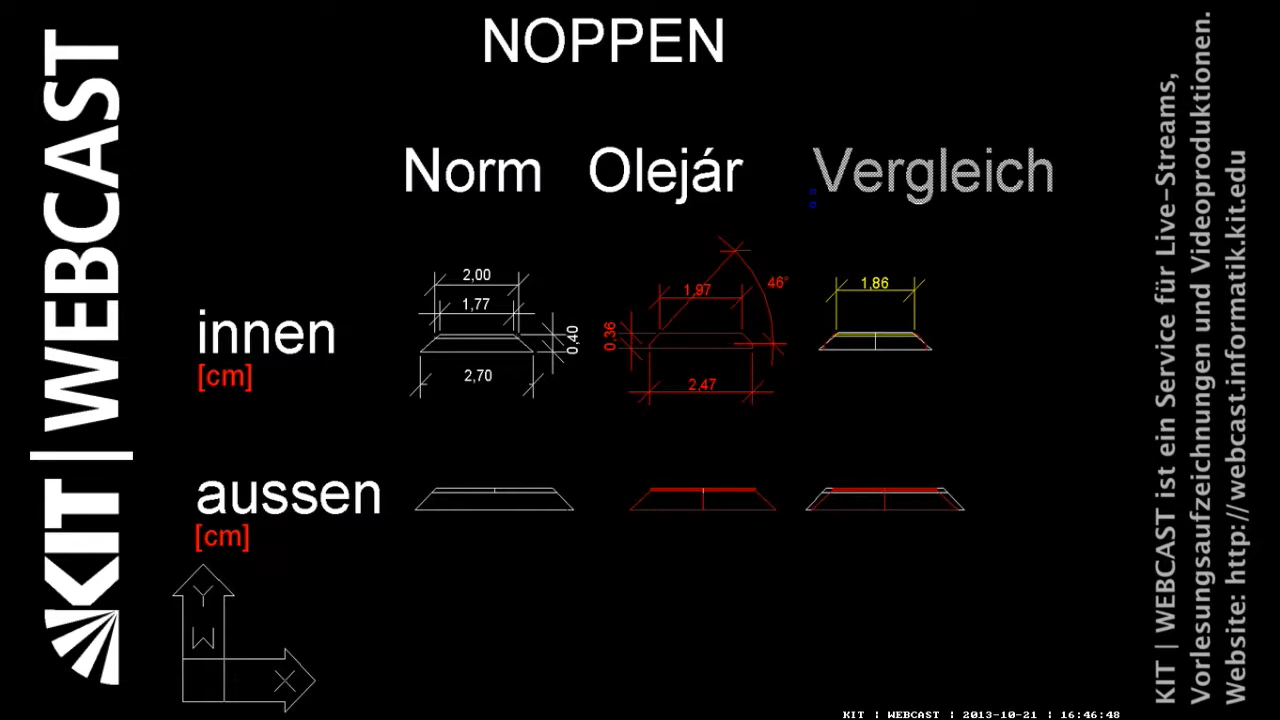 KIT | WEBCAST
NOPPEN
Norm Olejár Vergleich
innen
[cm]
2,00
1,77
0,40
2,70
1,97
46°
0,36
2,47
1,86
aussen
[cm]
Y
W
X
KIT | WEBCAST ist ein Service für Live-Streams,
Vorlesungsaufzeichnungen und Videoproduktionen.
Website: http://webcast.informatik.kit.edu
KIT | WEBCAST | 2013-10-21 | 16:46:48